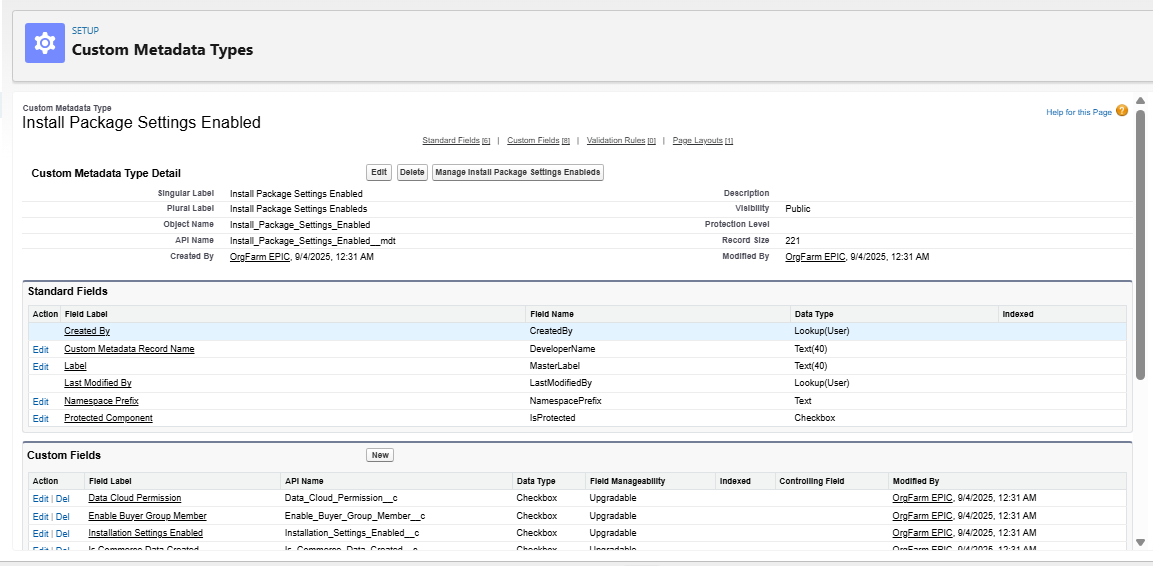 SETUP
Custom Metadata Types
Custom Metadata Type
Install Package Settings Enabled
Help for this Page ?
Standard Fields [6] | Custom Fields [8] | Validation Rules [0] | Page Layouts [1]
Custom Metadata Type Detail Edit Delete Manage Install Package Settings Enableds
Singular Label Install Package Settings Enabled Description
Plural Label Install Package Settings Enableds Visibility Public
Object Name Install_Package_Settings_Enabled Protection Level
API Name Install_Package_Settings_Enabled__mdt Record Size 221
Created By OrgFarm EPIC, 9/4/2025, 12:31 AM Modified By OrgFarm EPIC, 9/4/2025, 12:31 AM
Standard Fields
Action Field Label Field Name Data Type Indexed
Created By CreatedBy Lookup(User)
Edit Custom Metadata Record Name DeveloperName Text(40)
Edit Label MasterLabel Text(40)
Last Modified By LastModifiedBy Lookup(User)
Edit Namespace Prefix NamespacePrefix Text
Edit Protected Component IsProtected Checkbox
Custom Fields New
Action Field Label API Name Data Type Field Manageability Indexed Controlling Field Modified By
Edit | Del Data Cloud Permission Data_Cloud_Permission__c Checkbox Upgradable OrgFarm EPIC, 9/4/2025, 12:31 AM
Edit | Del Enable Buyer Group Member Enable_Buyer_Group_Member__c Checkbox Upgradable OrgFarm EPIC, 9/4/2025, 12:31 AM
Edit | Del Installation Settings Enabled Installation_Settings_Enabled__c Checkbox Upgradable OrgFarm EPIC, 9/4/2025, 12:31 AM
Edit | Del Is Commerce Data Created Is_Commerce_Data_Created__c Checkbox Upgradable OrgFarm EPIC, 9/4/2025, 12:31 AM